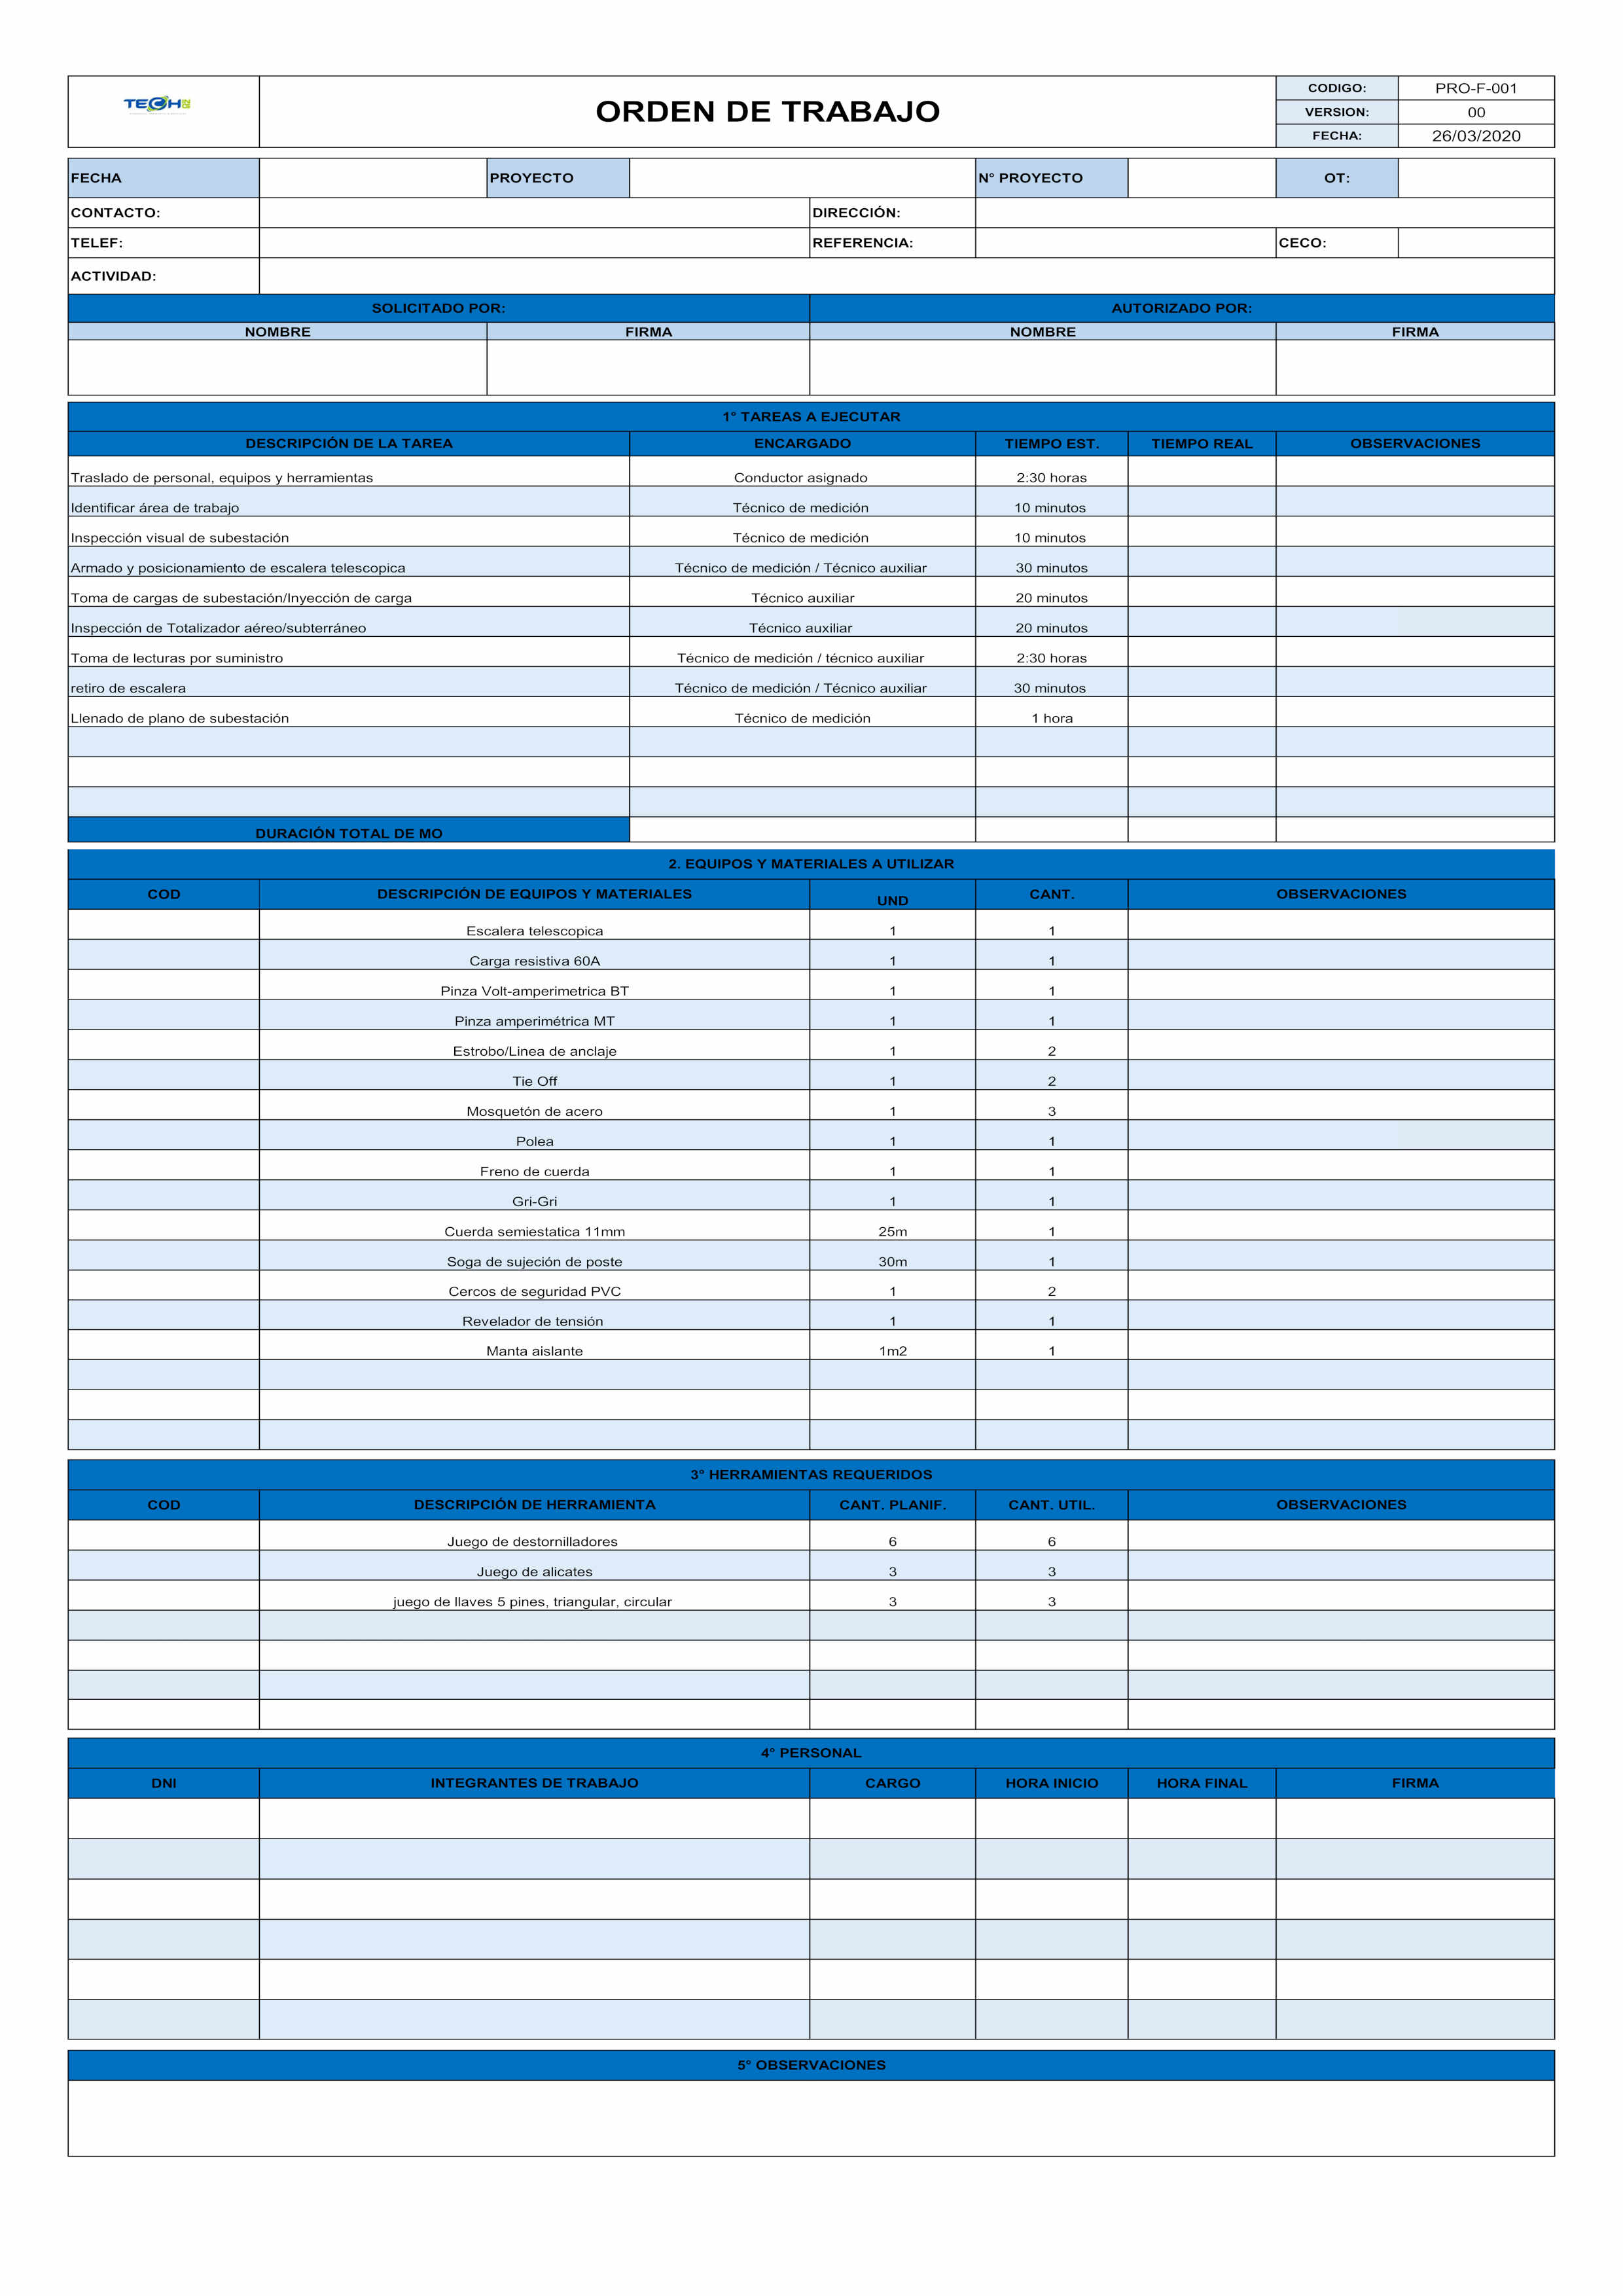 TECH
ORDEN DE TRABAJO
CODIGO: PRO-F-001
VERSION: 00
FECHA: 26/03/2020
FECHA PROYECTO N° PROYECTO OT:
CONTACTO: DIRECCIÓN:
TELEF: REFERENCIA: CECO:
ACTIVIDAD:
SOLICITADO POR: AUTORIZADO POR:
NOMBRE FIRMA NOMBRE FIRMA
1° TAREAS A EJECUTAR
DESCRIPCIÓN DE LA TAREA ENCARGADO TIEMPO EST. TIEMPO REAL OBSERVACIONES
Traslado de personal, equipos y herramientas Conductor asignado 2:30 horas
Identificar área de trabajo Técnico de medición 10 minutos
Inspección visual de subestación Técnico de medición 10 minutos
Armado y posicionamiento de escalera telescopica Técnico de medición / Técnico auxiliar 30 minutos
Toma de cargas de subestación/Inyección de carga Técnico auxiliar 20 minutos
Inspección de Totalizador aéreo/subterráneo Técnico auxiliar 20 minutos
Toma de lecturas por suministro Técnico de medición / técnico auxiliar 2:30 horas
retiro de escalera Técnico de medición / Técnico auxiliar 30 minutos
Llenado de plano de subestación Técnico de medición 1 hora
DURACIÓN TOTAL DE MO
2. EQUIPOS Y MATERIALES A UTILIZAR
COD DESCRIPCIÓN DE EQUIPOS Y MATERIALES UND CANT. OBSERVACIONES
Escalera telescopica 1 1
Carga resistiva 60A 1 1
Pinza Volt-amperimetrica BT 1 1
Pinza amperimétrica MT 1 1
Estrobo/Linea de anclaje 1 2
Tie Off 1 2
Mosquetón de acero 1 3
Polea 1 1
Freno de cuerda 1 1
Gri-Gri 1 1
Cuerda semiestatica 11mm 25m 1
Soga de sujeción de poste 30m 1
Cercos de seguridad PVC 1 2
Revelador de tensión 1 1
Manta aislante 1m2 1
3° HERRAMIENTAS REQUERIDOS
COD DESCRIPCIÓN DE HERRAMIENTA CANT. PLANIF. CANT. UTIL. OBSERVACIONES
Juego de destornilladores 6 6
Juego de alicates 3 3
juego de llaves 5 pines, triangular, circular 3 3
4° PERSONAL
DNI INTEGRANTES DE TRABAJO CARGO HORA INICIO HORA FINAL FIRMA
5° OBSERVACIONES